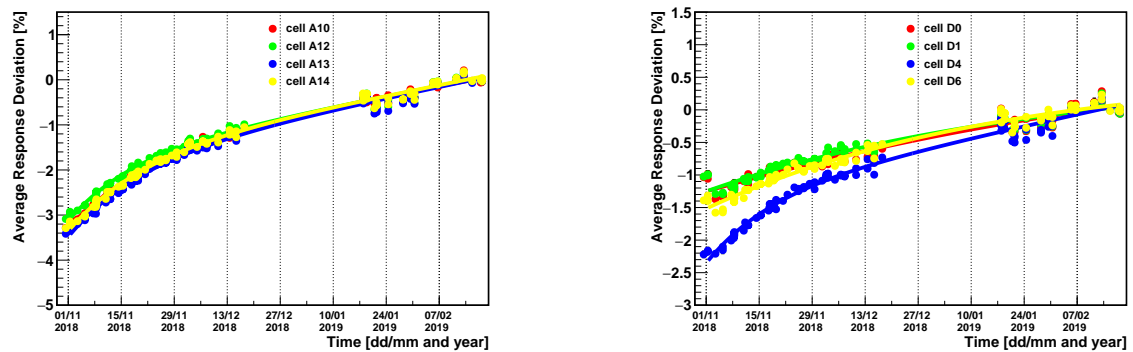 Average Response Deviation [%]
1
0
−1
−2
−3
−4
−5
cell A10
cell A12
cell A13
cell A14
01/11 15/11 29/11 13/12 27/12 10/01 24/01 07/02
2018 2018 2018 2018 2018 2019 2019 2019
Time [dd/mm and year]
Average Response Deviation [%]
1.5
1
0.5
0
−0.5
−1
−1.5
−2
−2.5
−3
cell D0
cell D1
cell D4
cell D6
01/11 15/11 29/11 13/12 27/12 10/01 24/01 07/02
2018 2018 2018 2018 2018 2019 2019 2019
Time [dd/mm and year]